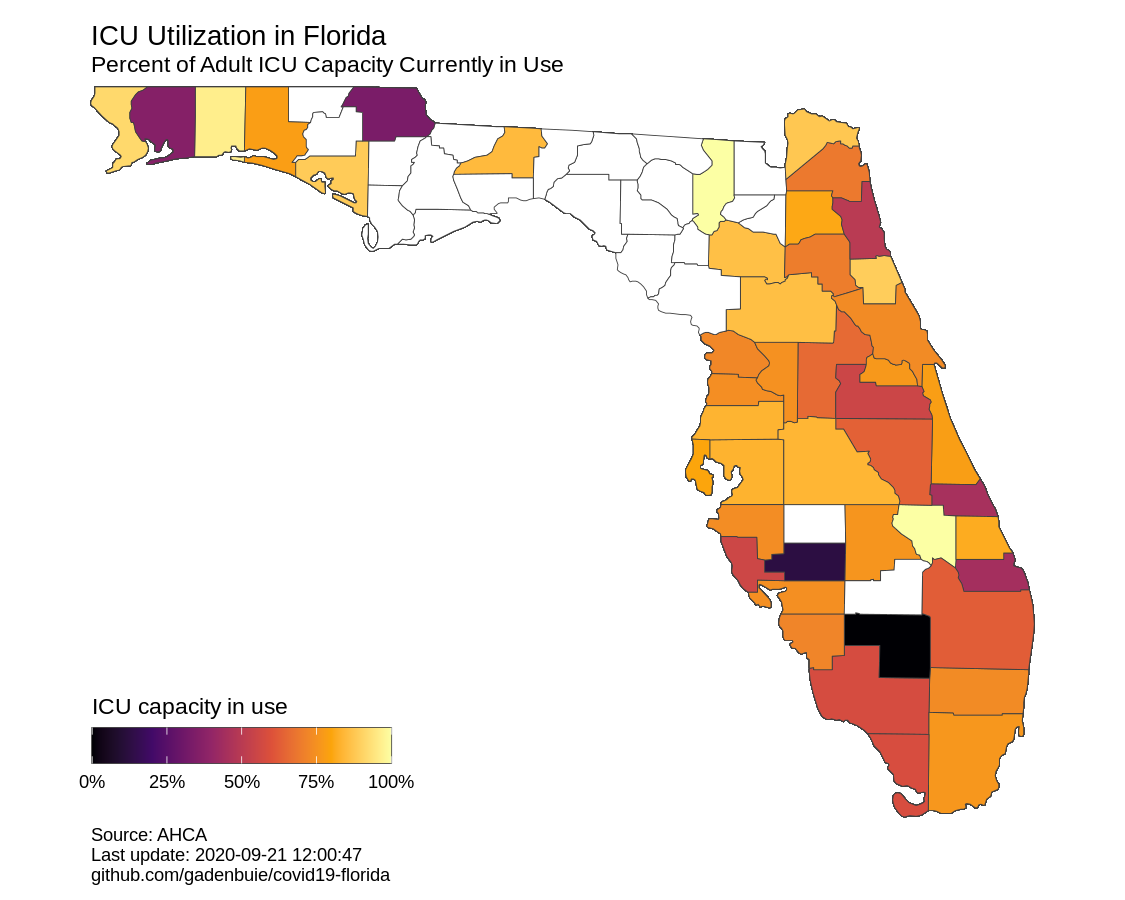 ICU Utilization in Florida
Percent of Adult ICU Capacity Currently in Use
ICU capacity in use
0% 25% 50% 75% 100%
Source: AHCA
Last update: 2020-09-21 12:00:47
github.com/gadenbuie/covid19-florida